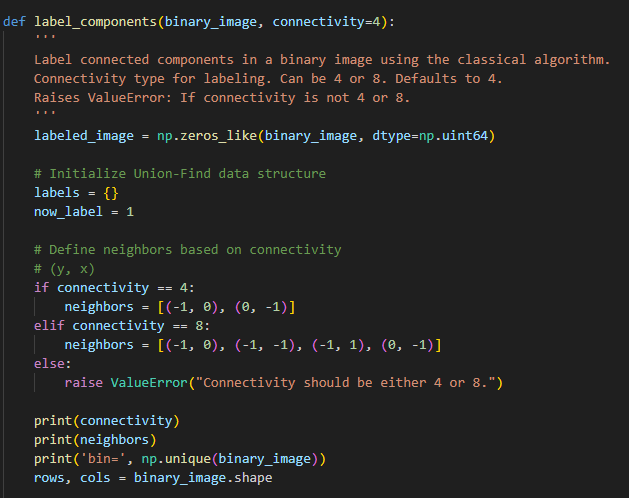 def label_components(binary_image, connectivity=4):
    '''
    Label connected components in a binary image using the classical algorithm.
    Connectivity type for labeling. Can be 4 or 8. Defaults to 4.
    Raises ValueError: If connectivity is not 4 or 8.
    '''
    labeled_image = np.zeros_like(binary_image, dtype=np.uint64)

    # Initialize Union-Find data structure
    labels = {}
    now_label = 1

    # Define neighbors based on connectivity
    # (y, x)
    if connectivity == 4:
        neighbors = [(-1, 0), (0, -1)]
    elif connectivity == 8:
        neighbors = [(-1, 0), (-1, -1), (-1, 1), (0, -1)]
    else:
        raise ValueError("Connectivity should be either 4 or 8.")

    print(connectivity)
    print(neighbors)
    print('bin=', np.unique(binary_image))
    rows, cols = binary_image.shape